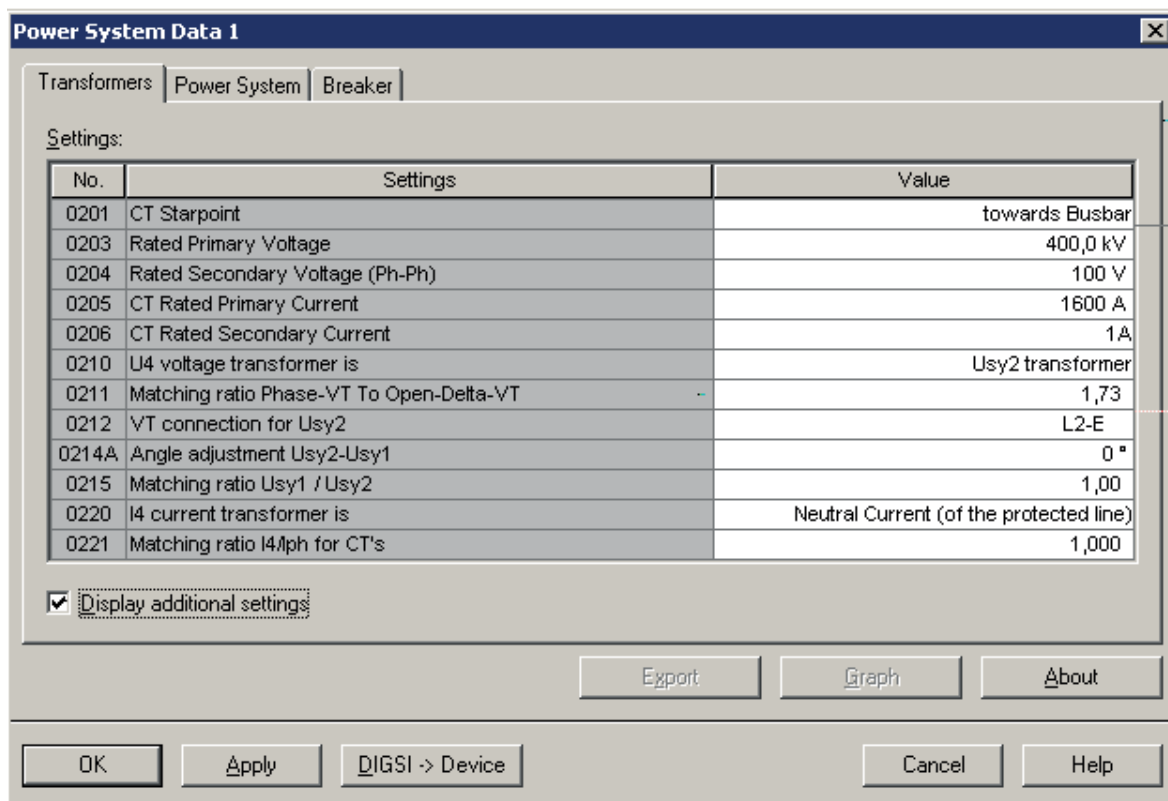 Power System Data 1
Transformers Power System Breaker
Settings:
No. Settings Value
0201 CT Starpoint towards Busbar
0203 Rated Primary Voltage 400,0 kV
0204 Rated Secondary Voltage (Ph-Ph) 100 V
0205 CT Rated Primary Current 1600 A
0206 CT Rated Secondary Current 1A
0210 U4 voltage transformer is Usy2 transformer
0211 Matching ratio Phase-VT To Open-Delta-VT 1,73
0212 VT connection for Usy2 L2-E
0214A Angle adjustment Usy2-Usy1 0 °
0215 Matching ratio Usy1 / Usy2 1,00
0220 I4 current transformer is Neutral Current (of the protected line)
0221 Matching ratio I4/Iph for CT's 1,000
Display additional settings
Export Graph About
OK Apply DIGSI -> Device Cancel Help